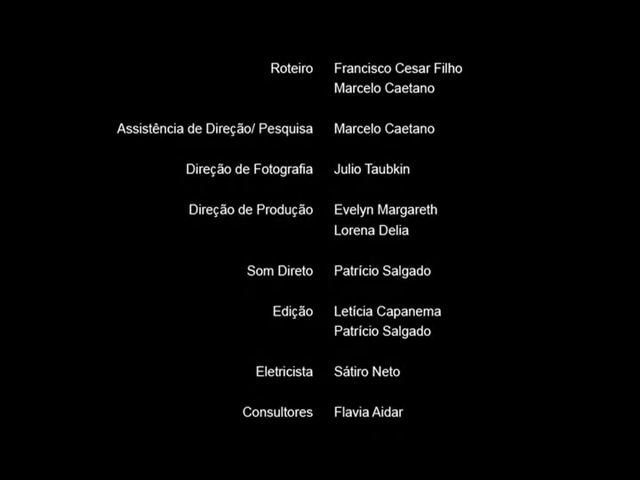 Roteiro Francisco Cesar Filho
Marcelo Caetano
Assistência de Direção/ Pesquisa Marcelo Caetano
Direção de Fotografia Julio Taubkin
Direção de Produção Evelyn Margareth
Lorena Delia
Som Direto Patrício Salgado
Edição Letícia Capanema
Patrício Salgado
Eletricista Sátiro Neto
Consultores Flavia Aidar